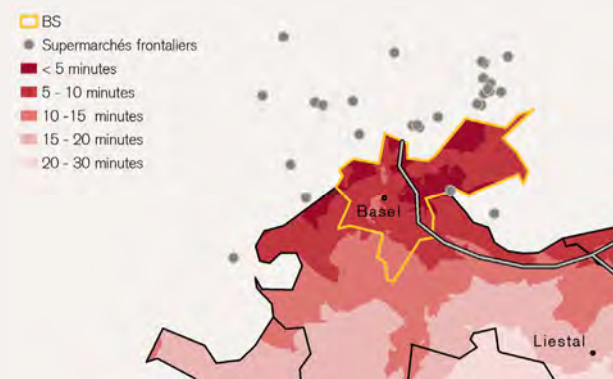 BS
Supermarchés frontaliers
< 5 minutes
5 - 10 minutes
10 -15 minutes
15 - 20 minutes
20 - 30 minutes
Basel
Liestal